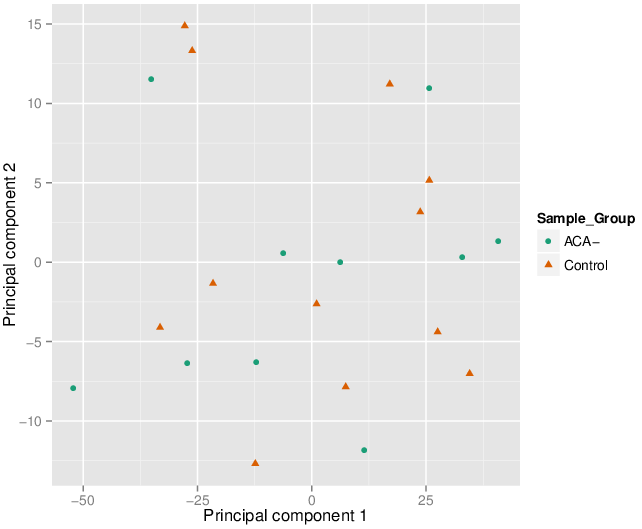 15
10
5
0
−5
−10
−50
−25
0
25
Principal component 1
Principal component 2
Sample_Group
ACA−
Control